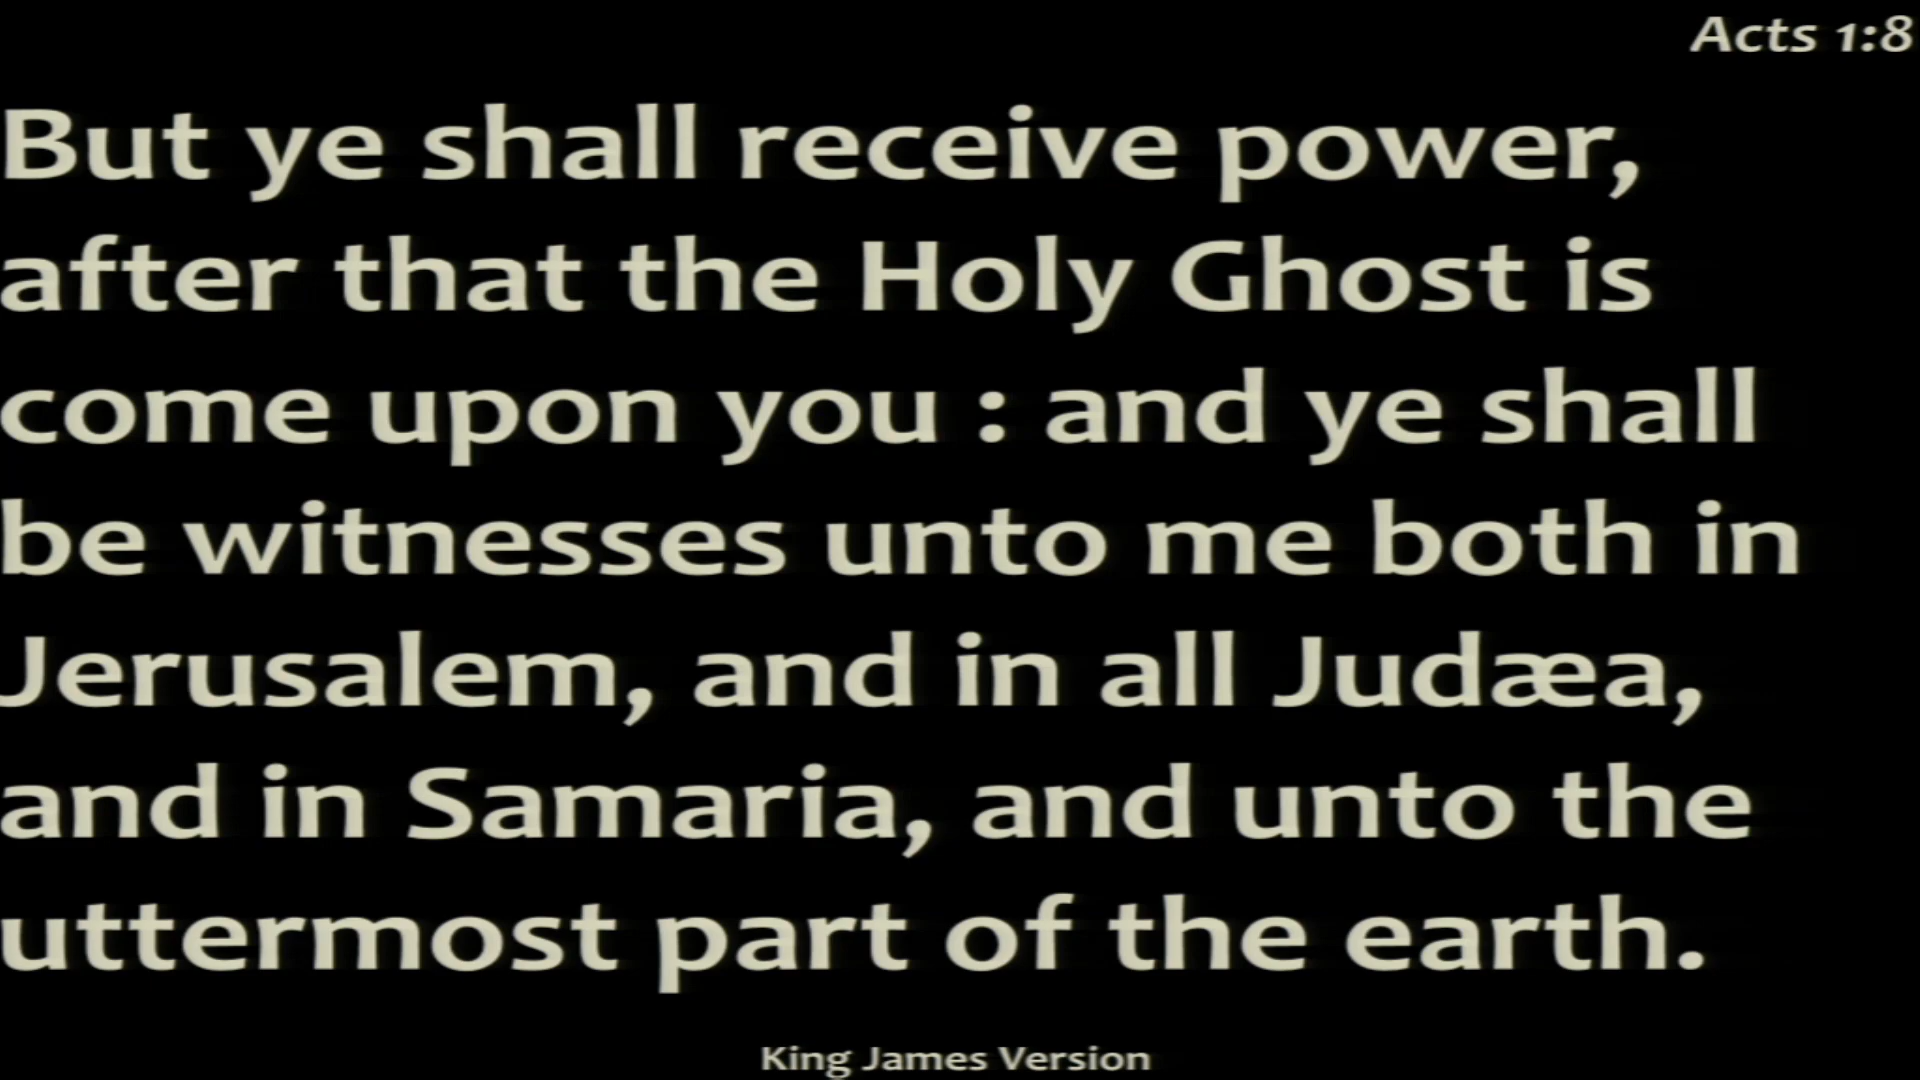 Acts 1:8
But ye shall receive power,
after that the Holy Ghost is
come upon you : and ye shall
be witnesses unto me both in
Jerusalem, and in all Judæa,
and in Samaria, and unto the
uttermost part of the earth.
King James Version